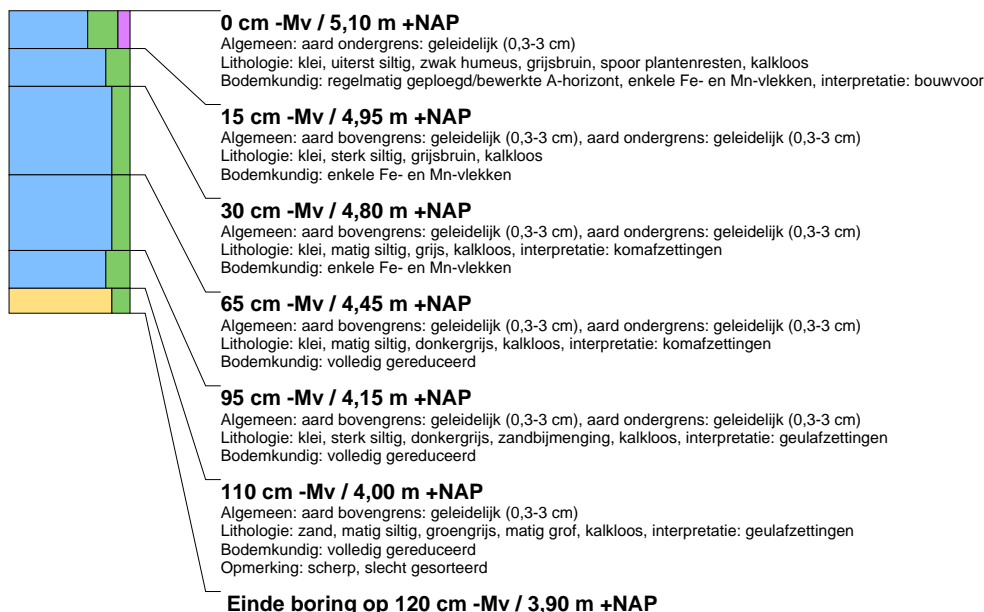 0 cm -Mv / 5,10 m +NAP
Algemeen: aard ondergrens: geleidelijk (0,3-3 cm)
Lithologie: klei, uiterst siltig, zwak humeus, grijsbruin, spoor plantenresten, kalkloos
Bodemkundig: regelmatig geploegd/bewerkte A-horizont, enkele Fe- en Mn-vlekken, interpretatie: bouwvoor
15 cm -Mv / 4,95 m +NAP
Algemeen: aard bovengrens: geleidelijk (0,3-3 cm), aard ondergrens: geleidelijk (0,3-3 cm)
Lithologie: klei, sterk siltig, grijsbruin, kalkloos
Bodemkundig: enkele Fe- en Mn-vlekken
30 cm -Mv / 4,80 m +NAP
Algemeen: aard bovengrens: geleidelijk (0,3-3 cm), aard ondergrens: geleidelijk (0,3-3 cm)
Lithologie: klei, matig siltig, grijs, kalkloos, interpretatie: komafzettingen
Bodemkundig: enkele Fe- en Mn-vlekken
65 cm -Mv / 4,45 m +NAP
Algemeen: aard bovengrens: geleidelijk (0,3-3 cm), aard ondergrens: geleidelijk (0,3-3 cm)
Lithologie: klei, matig siltig, donkergrijs, kalkloos, interpretatie: komafzettingen
Bodemkundig: volledig gereduceerd
95 cm -Mv / 4,15 m +NAP
Algemeen: aard bovengrens: geleidelijk (0,3-3 cm), aard ondergrens: geleidelijk (0,3-3 cm)
Lithologie: klei, sterk siltig, donkergrijs, zandbijmenging, kalkloos, interpretatie: geulafzettingen
Bodemkundig: volledig gereduceerd
110 cm -Mv / 4,00 m +NAP
Algemeen: aard bovengrens: geleidelijk (0,3-3 cm)
Lithologie: zand, matig siltig, groengrijs, matig grof, kalkloos, interpretatie: geulafzettingen
Bodemkundig: volledig gereduceerd
Opmerking: scherp, slecht gesorteerd
Einde boring op 120 cm -Mv / 3,90 m +NAP